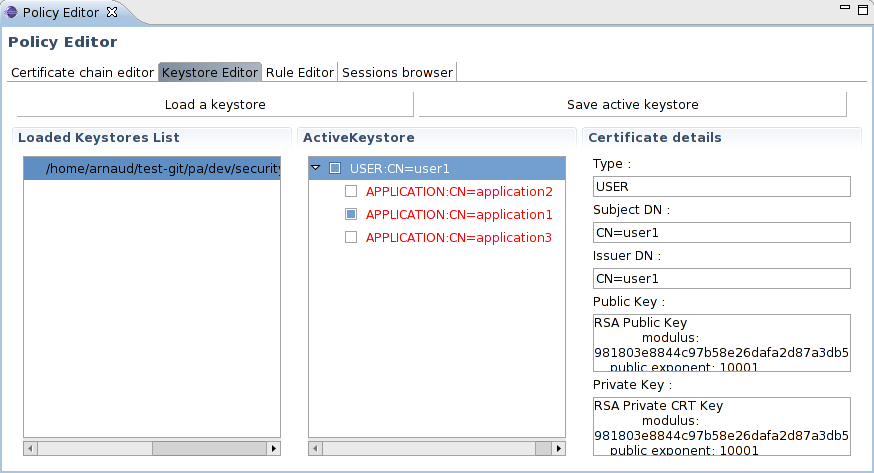 Policy Editor
Policy Editor
Certificate chain editor Keystore Editor Rule Editor Sessions browser
Load a keystore Save active keystore
Loaded Keystores List
/home/arnaud/test-git/pa/dev/security
ActiveKeystore
USER:CN=user1
APPLICATION:CN=application2
APPLICATION:CN=application1
APPLICATION:CN=application3
Certificate details
Type :
USER
Subject DN :
CN=user1
Issuer DN :
CN=user1
Public Key :
RSA Public Key
modulus:
981803e8844c97b58e26dafa2d87a3db5
public exponent: 10001
Private Key :
RSA Private CRT Key
modulus:
981803e8844c97b58e26dafa2d87a3db5
public exponent: 10001